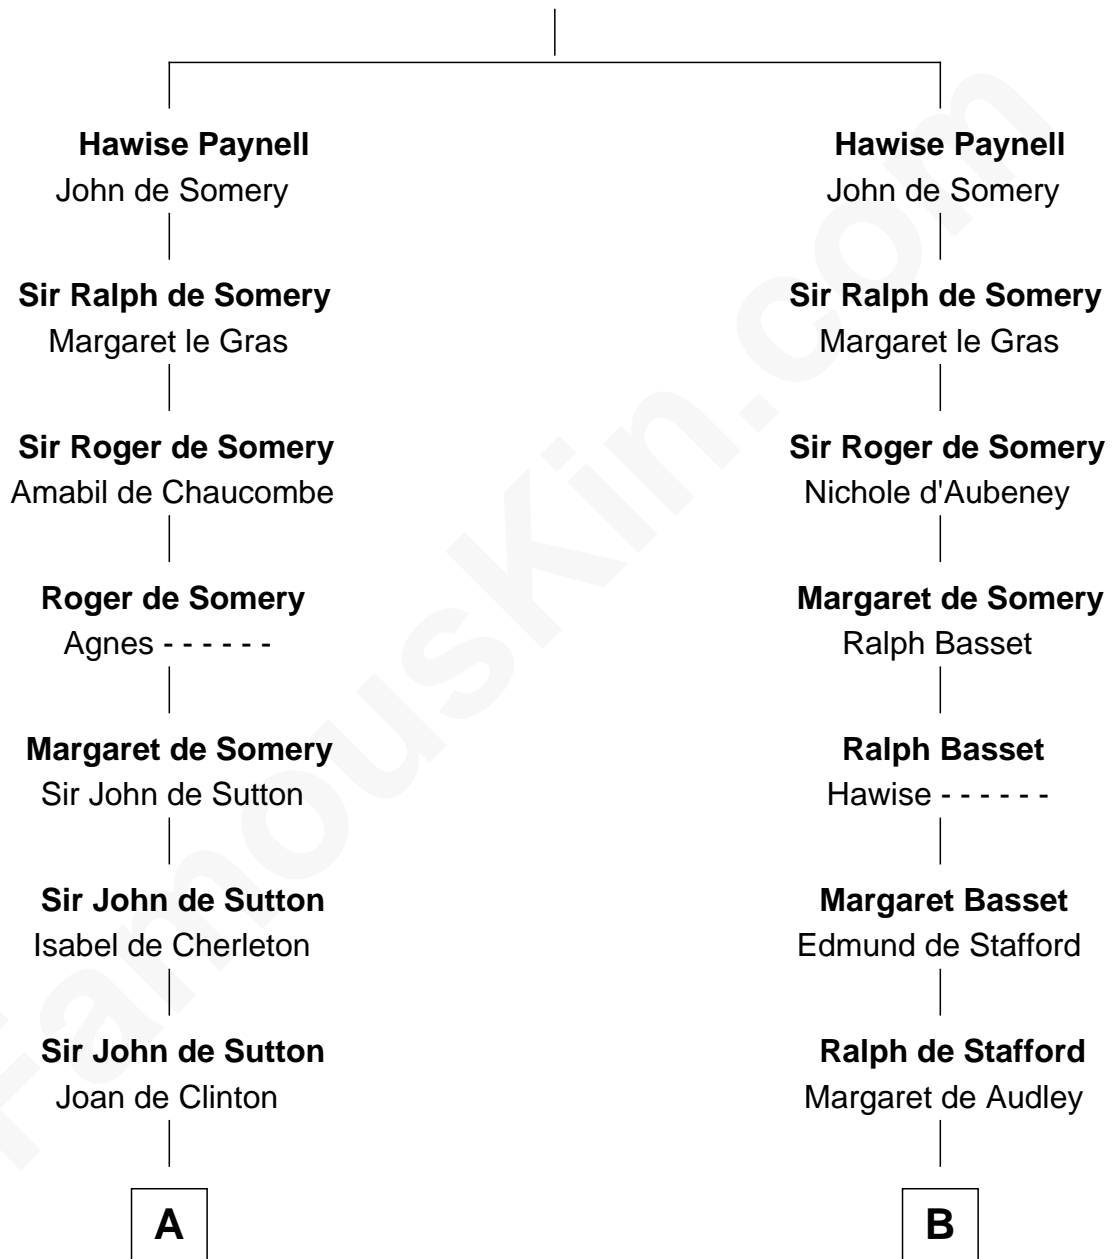 Hawise Paynell
John de Somery
Sir Ralph de Somery
Margaret le Gras
Sir Roger de Somery
Amabil de Chaucombe
Roger de Somery
Agnes - - - - - -
Margaret de Somery
Sir John de Sutton
Sir John de Sutton
Isabel de Cherleton
Sir John de Sutton
Joan de Clinton
A
Hawise Paynell
John de Somery
Sir Ralph de Somery
Margaret le Gras
Sir Roger de Somery
Nichole d'Aubeney
Margaret de Somery
Ralph Basset
Ralph Basset
Hawise - - - - - -
Margaret Basset
Edmund de Stafford
Ralph de Stafford
Margaret de Audley
B
FamousKin.com